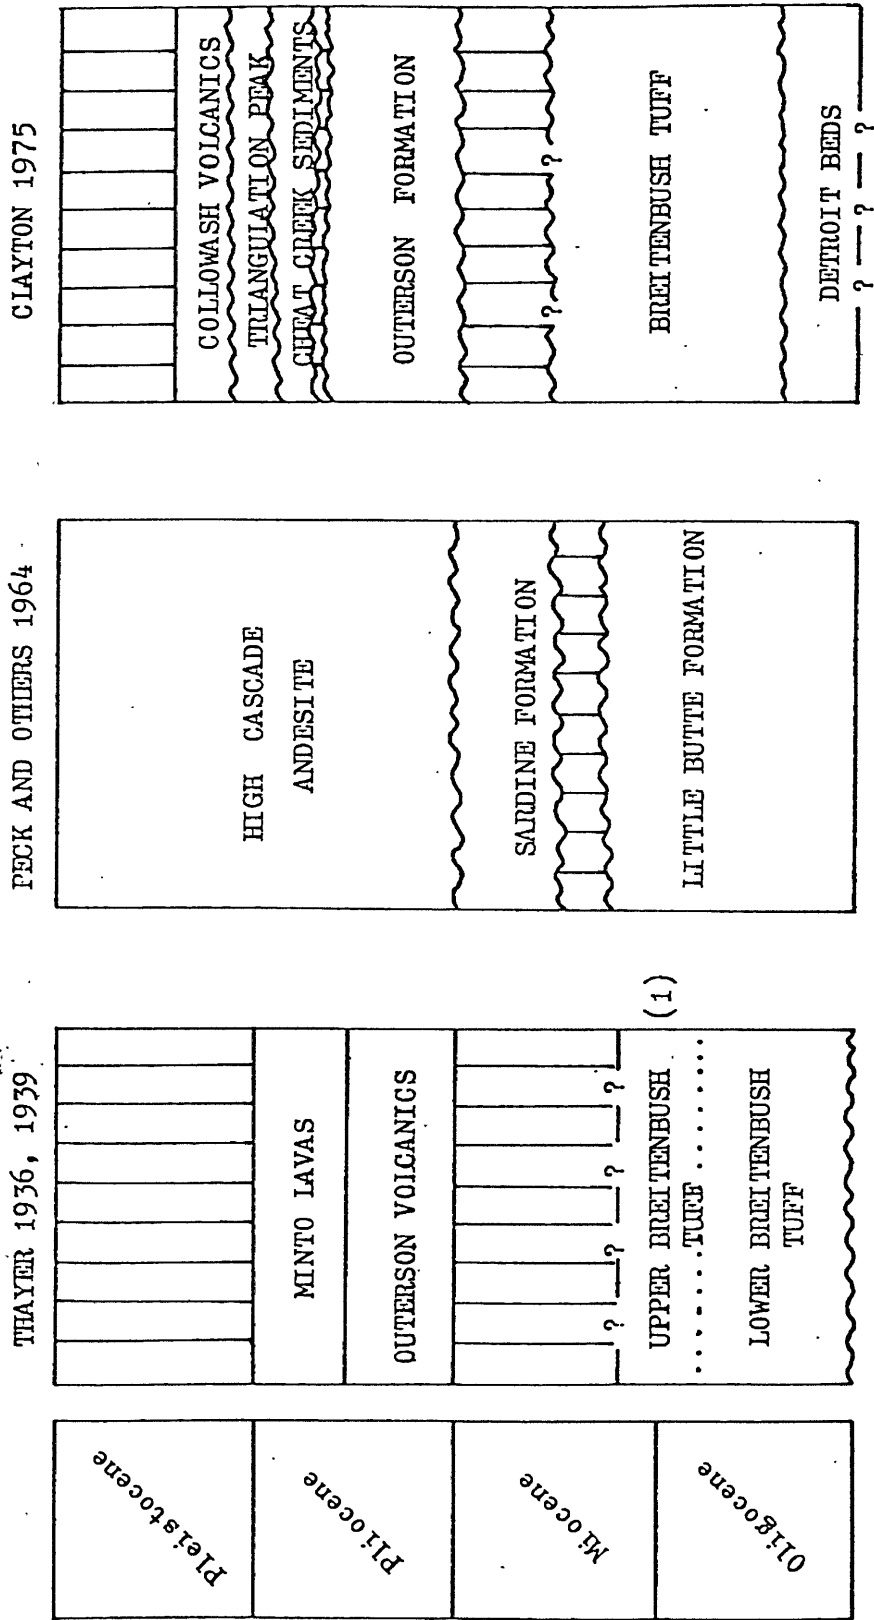 Pleistocene
Pliocene
Miocene
Oligocene
THAYER 1936, 1939
MINTO LAVAS
OUTERSON VOLCANICS
? ? ? ?
UPPER BREITENBUSH
TUFF
(1)
LOWER BREITENBUSH
TUFF
PECK AND OTHERS 1964
HIGH CASCADE
ANDESITE
SARDINE FORMATION
LITTLE BUTTE FORMATION
CLAYTON 1975
COLLOWASH VOLCANICS
TRIANGULATION PEAK
CHEAT CREEK SEDIMENTS
OUTERSON FORMATION
? ?
BREITENBUSH TUFF
DETROIT BEDS
? ? ?